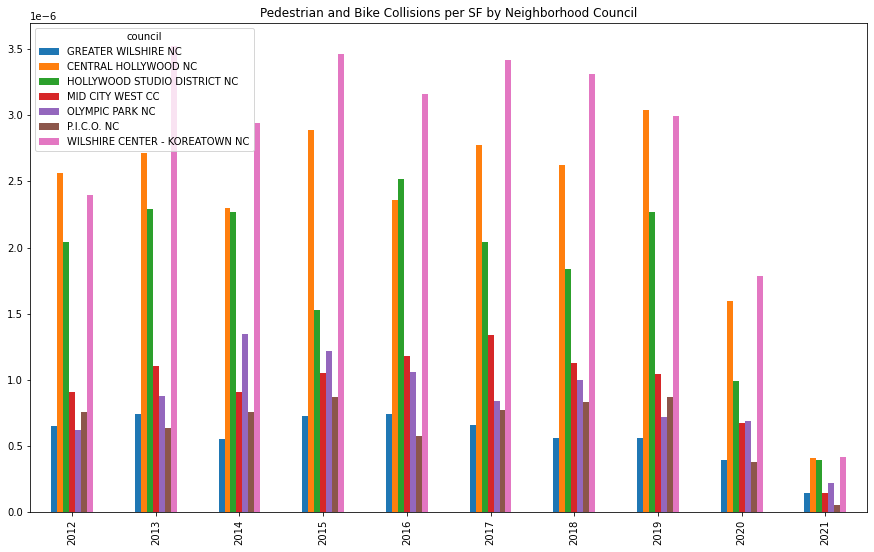 1e−6
Pedestrian and Bike Collisions per SF by Neighborhood Council
council
GREATER WILSHIRE NC
CENTRAL HOLLYWOOD NC
HOLLYWOOD STUDIO DISTRICT NC
MID CITY WEST CC
OLYMPIC PARK NC
P.I.C.O. NC
WILSHIRE CENTER - KOREATOWN NC
3.5
3.0
2.5
2.0
1.5
1.0
0.5
0.0
2012
2013
2014
2015
2016
2017
2018
2019
2020
2021